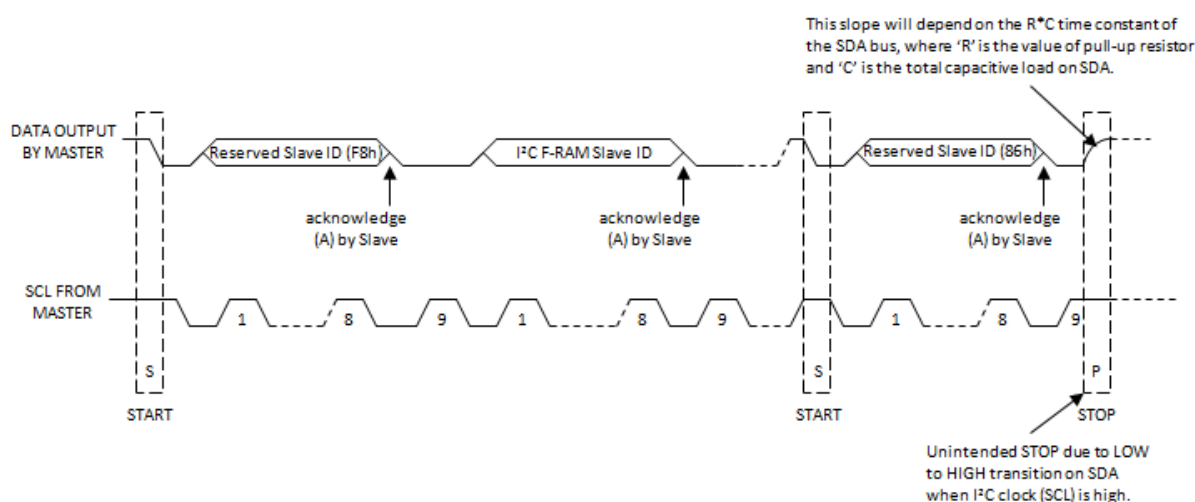 This slope will depend on the R*C time constant of
the SDA bus, where ‘R’ is the value of pull-up resistor
and ‘C’ is the total capacitive load on SDA.
DATA OUTPUT
BY MASTER
Reserved Slave ID (F8h)
I²C F-RAM Slave ID
Reserved Slave ID (86h)
acknowledge
(A) by Slave
acknowledge
(A) by Slave
acknowledge
(A) by Slave
SCL FROM
MASTER
1 8 9 1 8 9 1 8 9
S S P
START START STOP
Unintended STOP due to LOW
to HIGH transition on SDA
when I²C clock (SCL) is high.